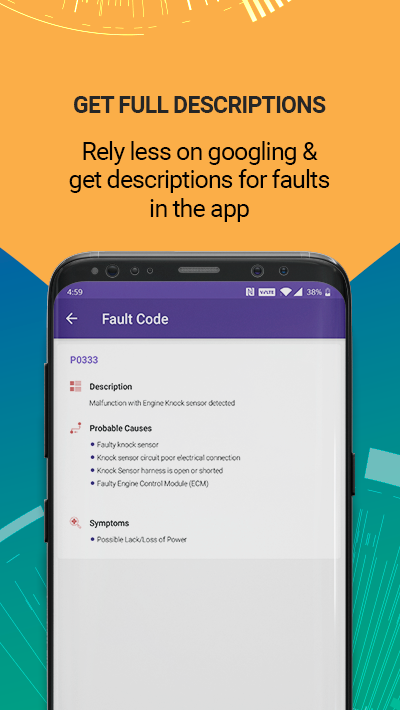 GET FULL DESCRIPTIONS
Rely less on googling &
get descriptions for faults
in the app
4:59
VoLTE
38%
Fault Code
P0333
Description
Malfunction with Engine Knock sensor detected
Probable Causes
Faulty knock sensor
Knock sensor circuit poor electrical connection
Knock Sensor harness is open or shorted
Faulty Engine Control Module (ECM)
Symptoms
Possible Lack/Loss of Power